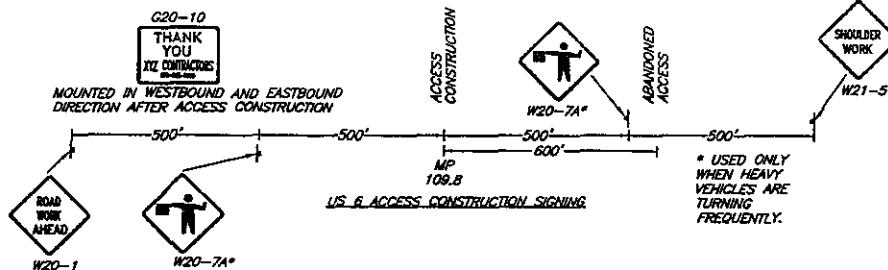 G20-10
THANK
YOU
XYZ CONTRACTORS
MOUNTED IN WESTBOUND AND EASTBOUND
DIRECTION AFTER ACCESS CONSTRUCTION
ACCESS
CONSTRUCTION
W20-7A*
ABANDONED
ACCESS
SHOULDER
WORK
W21-5
500'
500'
500'
500'
600'
MP
109.8
US 6 ACCESS CONSTRUCTION SIGNING
* USED ONLY
WHEN HEAVY
VEHICLES ARE
TURNING
FREQUENTLY.
ROAD
WORK
AHEAD
W20-1
W20-7A*